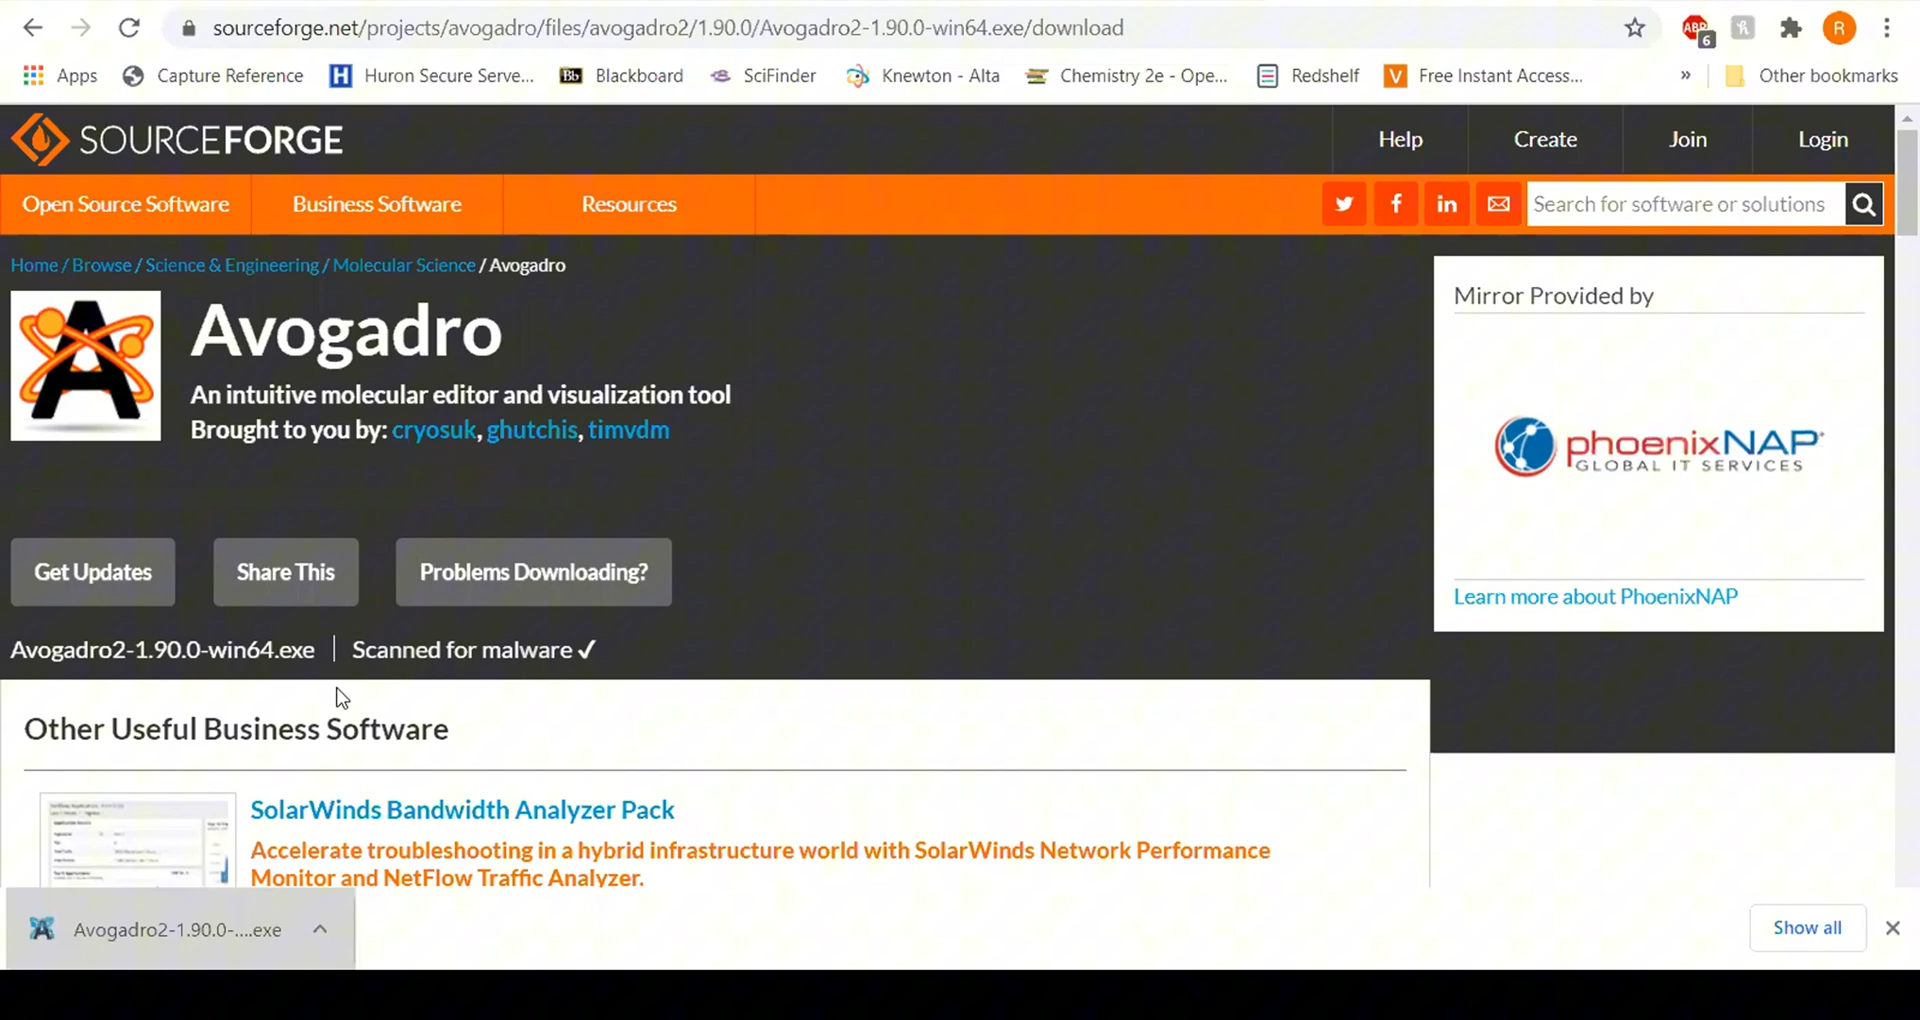 sourceforge.net/projects/avogadro/files/avogadro2/1.90.0/Avogadro2-1.90.0-win64.exe/download
ABP 6 R
Apps Capture Reference H Huron Secure Serve... Bb Blackboard SciFinder Knewton - Alta Chemistry 2e - Ope... Redshelf V Free Instant Access... » Other bookmarks
SOURCEFORGE Help Create Join Login
Open Source Software Business Software Resources f in Search for software or solutions
Home / Browse / Science & Engineering / Molecular Science / Avogadro
Avogadro
An intuitive molecular editor and visualization tool
Brought to you by: cryosuk, ghutchis, timvdm
Mirror Provided by
phoenixNAP
GLOBAL IT SERVICES
Learn more about PhoenixNAP
Get Updates Share This Problems Downloading?
Avogadro2-1.90.0-win64.exe | Scanned for malware ✓
Other Useful Business Software
SolarWinds Bandwidth Analyzer Pack
Accelerate troubleshooting in a hybrid infrastructure world with SolarWinds Network Performance
Monitor and NetFlow Traffic Analyzer.
Avogadro2-1.90.0-....exe
Show all